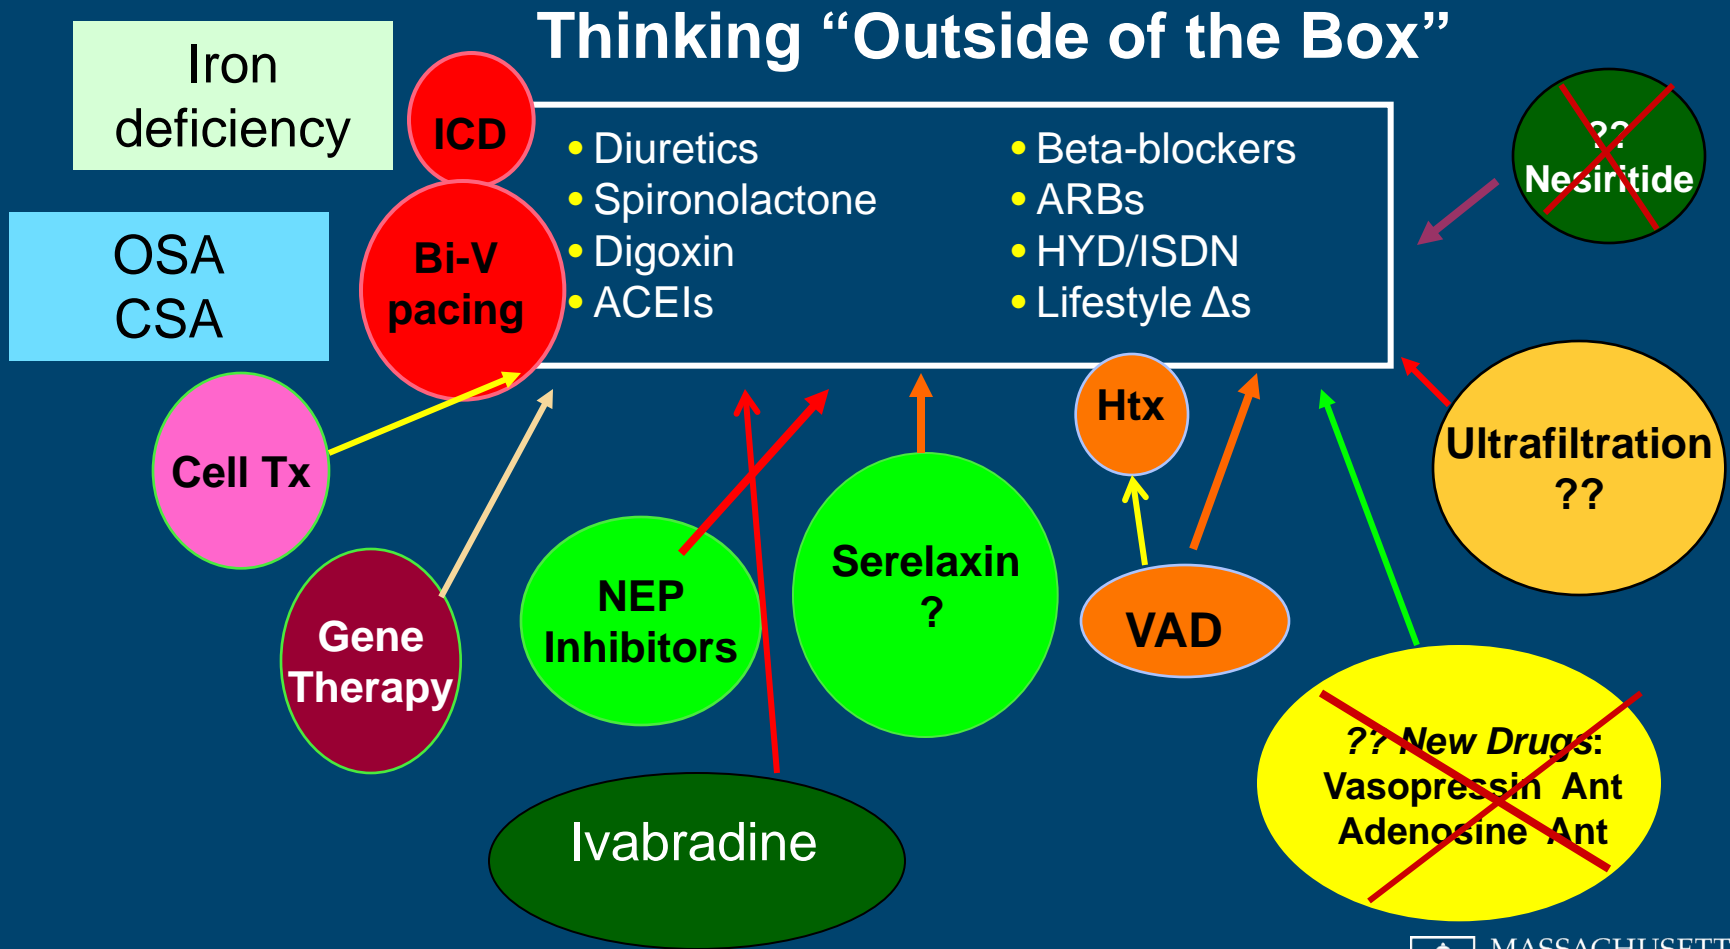 Thinking “Outside of the Box”
Iron
deficiency
OSA
CSA
ICD
Bi-V
pacing
• Diuretics
• Spironolactone
• Digoxin
• ACEIs
• Beta-blockers
• ARBs
• HYD/ISDN
• Lifestyle Δs
??
Nesiritide
Cell Tx
Gene
Therapy
NEP
Inhibitors
Serelaxin
?
Htx
VAD
Ultrafiltration
??
Ivabradine
?? New Drugs:
Vasopressin Ant
Adenosine Ant